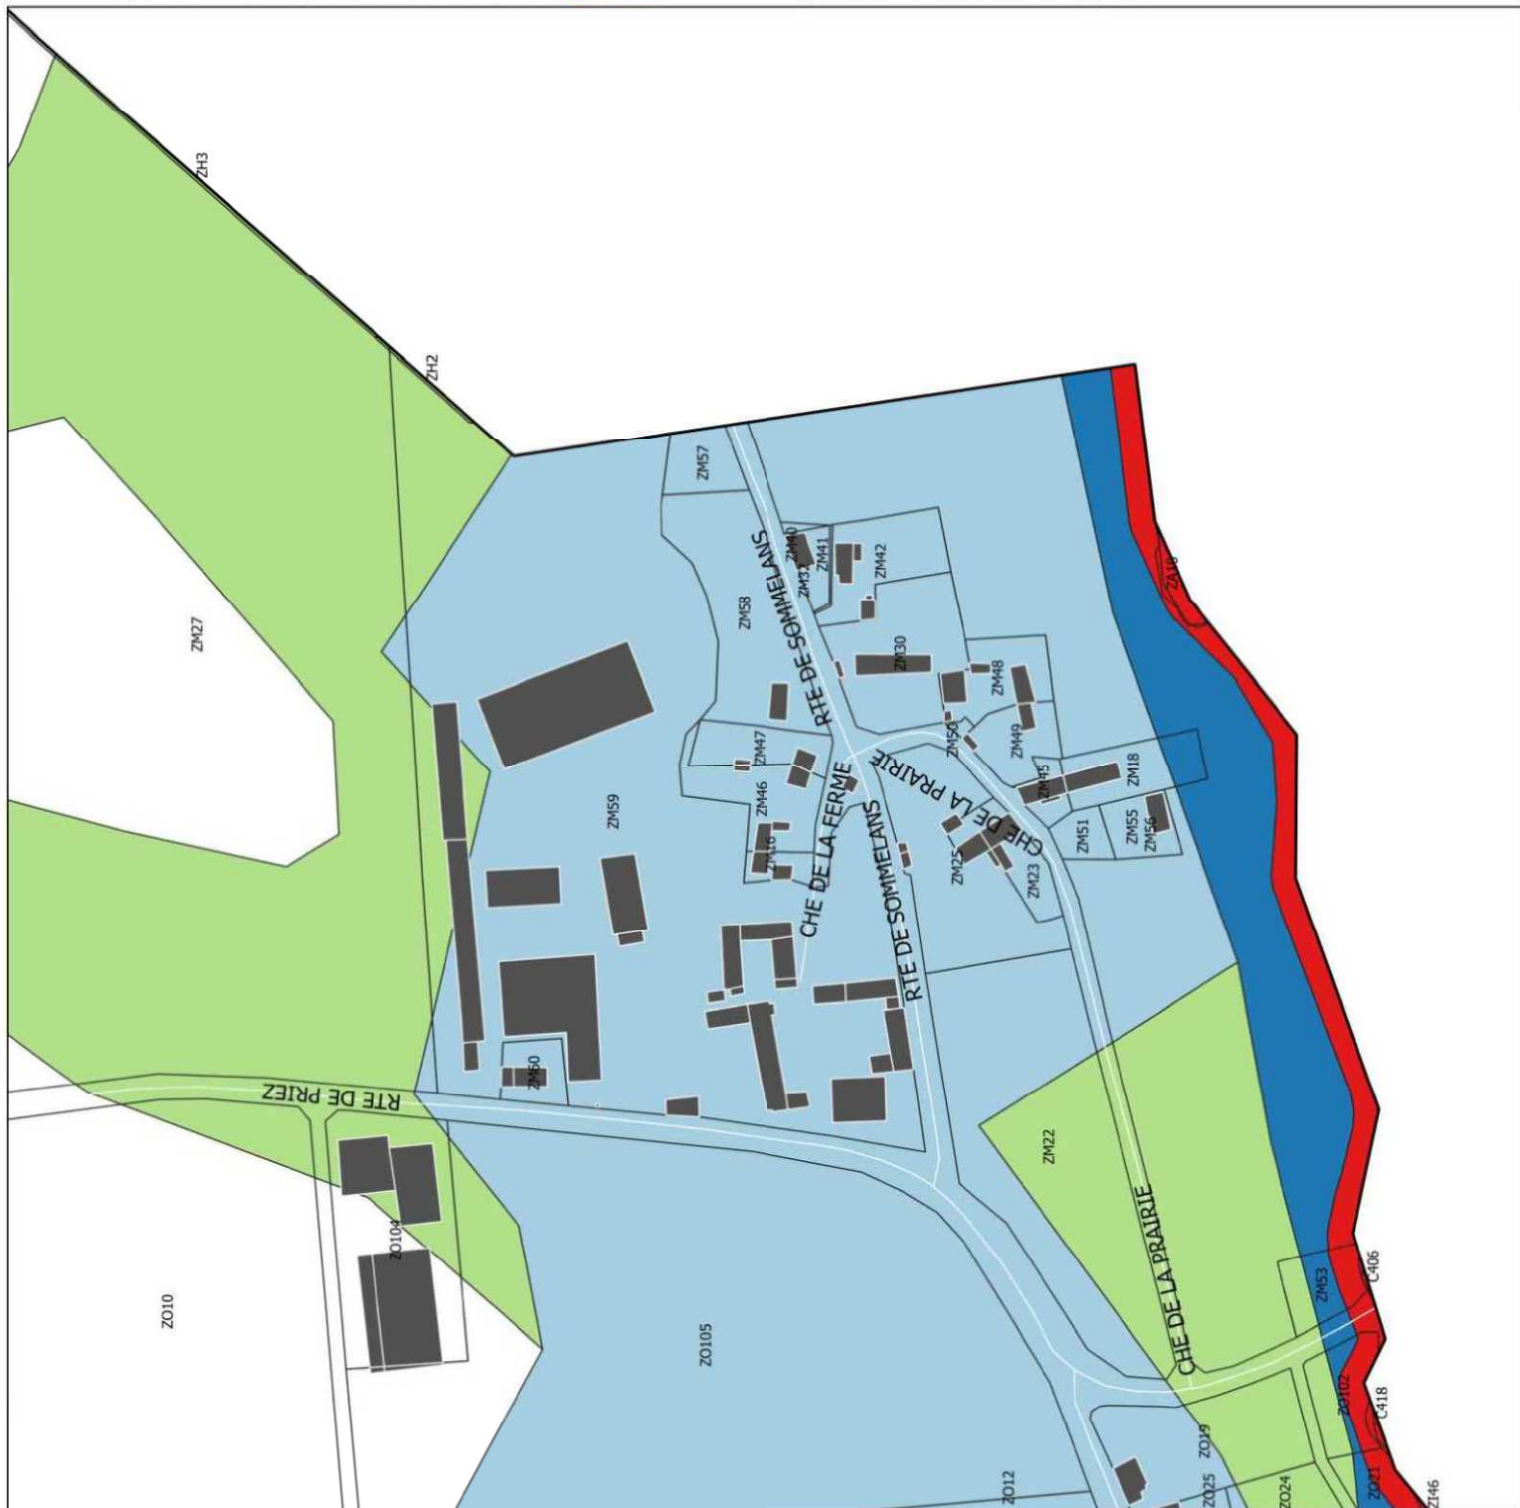 ZH3
ZH2
ZM57
ZM27
RTE DE SOMMELANS
ZM40
ZM41
ZM32
ZM42
ZA16
ZM58
ZM30
ZM48
ZM50
ZM49
ZM47
CHE DE LA PRAIRIE
ZM45
ZM18
ZM46
CHE DE LA FERME
ZM59
ZM16
RTE DE SOMMELANS
ZM51
ZM55
ZM56
ZM25
ZM23
RTE DE PRIEZ
ZM60
ZM22
ZO104
ZO10
ZO105
CHE DE LA PRAIRIE
ZM53
C406
ZO102
C418
ZO19
ZO12
ZO25
ZO24
ZO21
ZI46